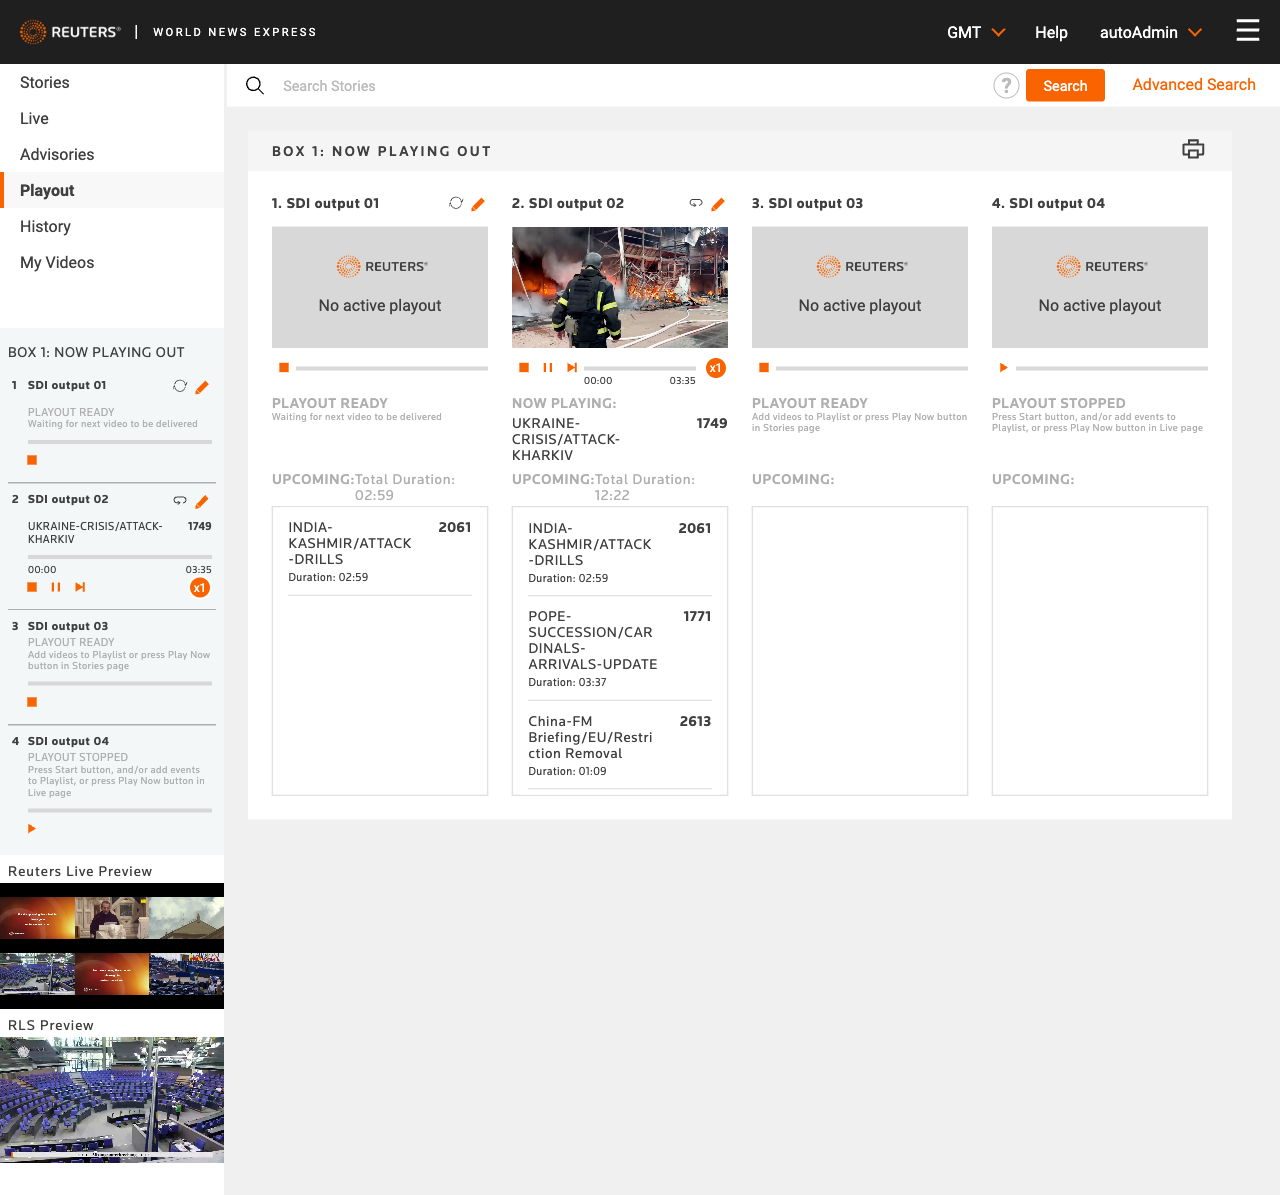 REUTERS® | WORLD NEWS EXPRESS
GMT
Help
autoAdmin
Stories
Live
Advisories
Playout
History
My Videos
Search Stories
?
Search
Advanced Search
BOX 1: NOW PLAYING OUT
1 SDI output 01
PLAYOUT READY
Waiting for next video to be delivered
2 SDI output 02
UKRAINE-CRISIS/ATTACK- 1749
KHARKIV
00:00 03:35
x1
3 SDI output 03
PLAYOUT READY
Add videos to Playlist or press Play Now
button in Stories page
4 SDI output 04
PLAYOUT STOPPED
Press Start button, and/or add events
to Playlist, or press Play Now button in
Live page
Reuters Live Preview
RLS Preview
BOX 1: NOW PLAYING OUT
1. SDI output 01
REUTERS®
No active playout
PLAYOUT READY
Waiting for next video to be delivered
UPCOMING:Total Duration:
02:59
INDIA- 2061
KASHMIR/ATTACK
-DRILLS
Duration: 02:59
2. SDI output 02
00:00 03:35
x1
NOW PLAYING:
UKRAINE- 1749
CRISIS/ATTACK-
KHARKIV
UPCOMING:Total Duration:
12:22
INDIA- 2061
KASHMIR/ATTACK
-DRILLS
Duration: 02:59
POPE- 1771
SUCCESSION/CAR
DINALS-
ARRIVALS-UPDATE
Duration: 03:37
China-FM 2613
Briefing/EU/Restri
ction Removal
Duration: 01:09
3. SDI output 03
REUTERS®
No active playout
PLAYOUT READY
Add videos to Playlist or press Play Now button
in Stories page
UPCOMING:
4. SDI output 04
REUTERS®
No active playout
PLAYOUT STOPPED
Press Start button, and/or add events to
Playlist, or press Play Now button in Live page
UPCOMING: